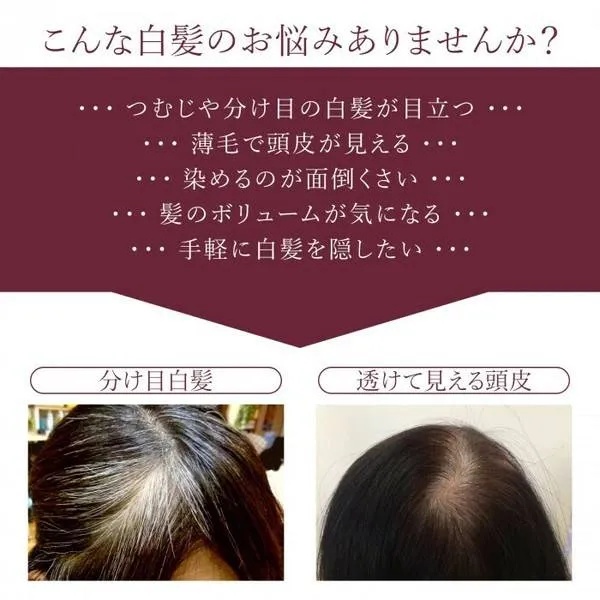 こんな白髪のお悩みありませんか？
・・・ つむじや分け目の白髪が目立つ ・・・
・・・ 薄毛で頭皮が見える ・・・
・・・ 染めるのが面倒くさい ・・・
・・・ 髪のボリュームが気になる ・・・
・・・ 手軽に白髪を隠したい ・・・
分け目白髪
透けて見える頭皮